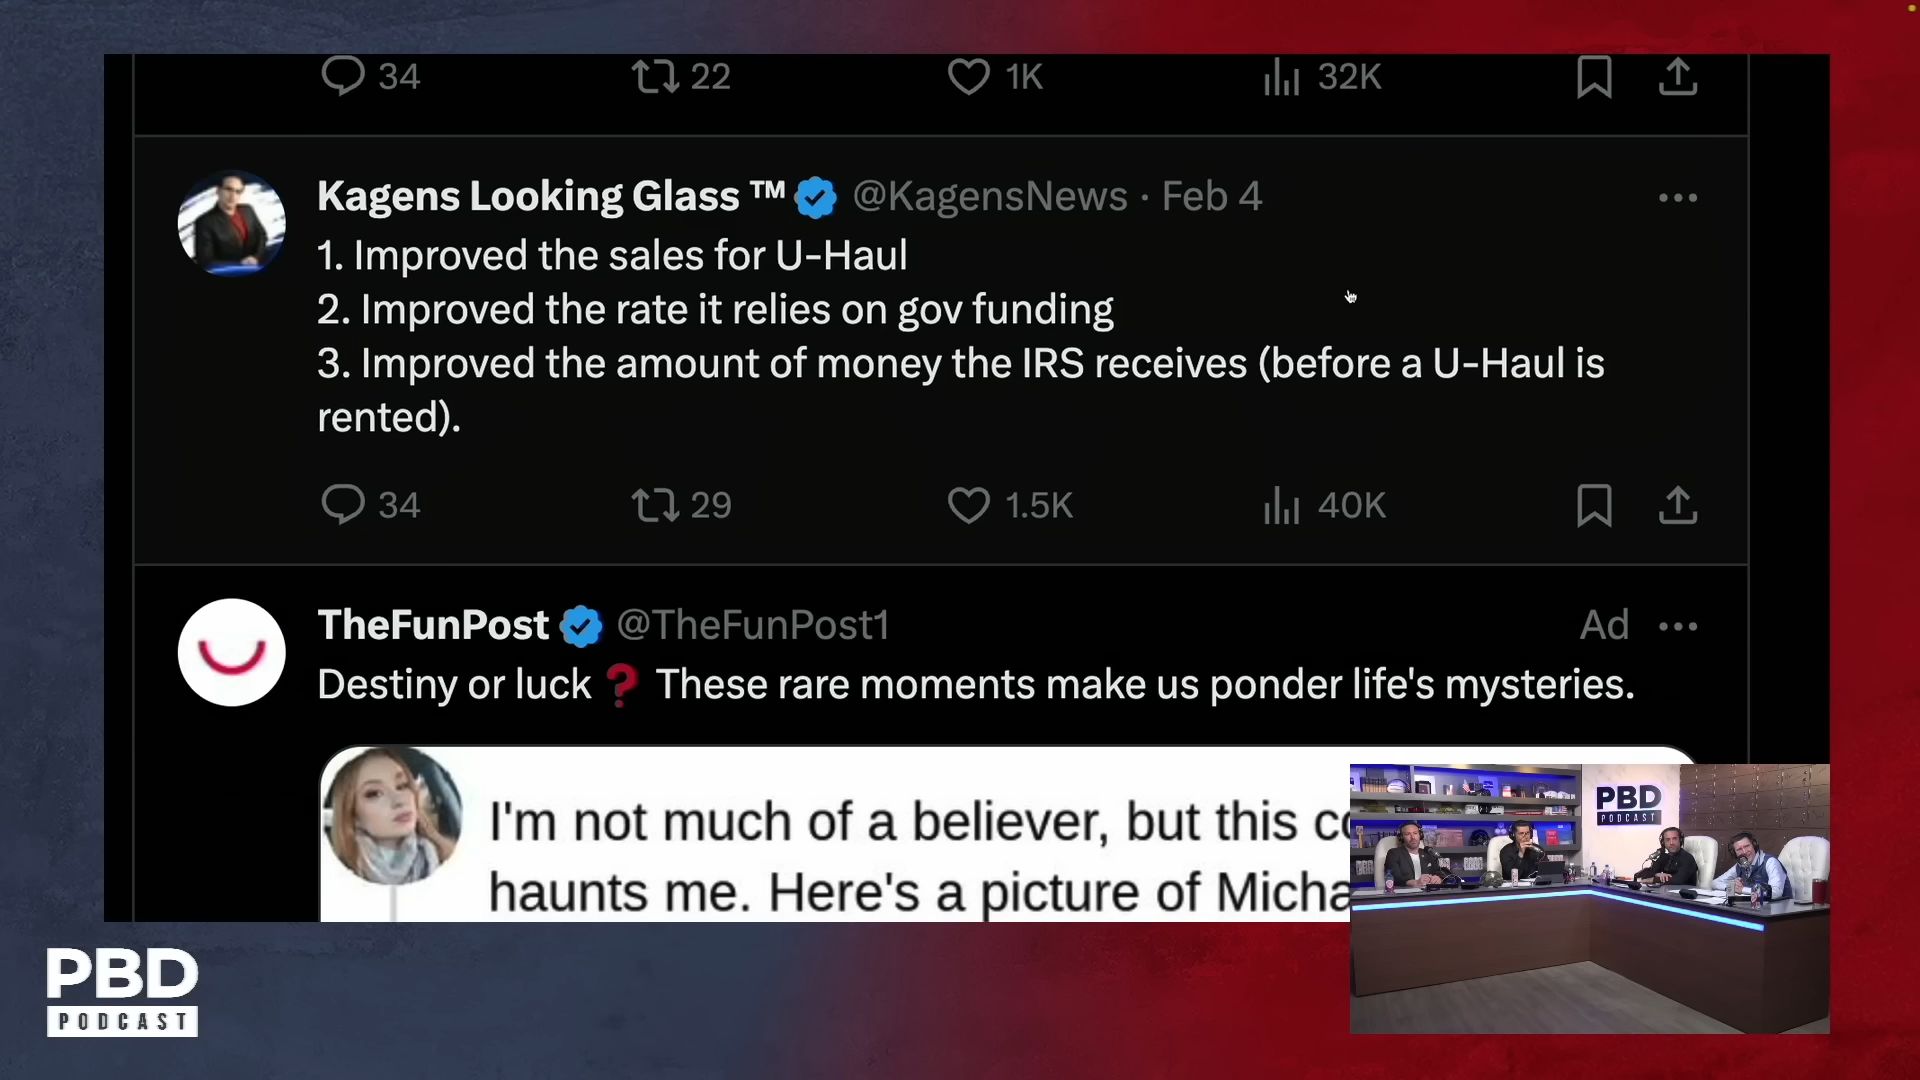 34 22 1K 32K
Kagens Looking Glass ™ @KagensNews · Feb 4
1. Improved the sales for U-Haul
2. Improved the rate it relies on gov funding
3. Improved the amount of money the IRS receives (before a U-Haul is
rented).
34 29 1.5K 40K
TheFunPost @TheFunPost1 Ad
Destiny or luck❓ These rare moments make us ponder life's mysteries.
I'm not much of a believer, but this
haunts me. Here's a picture of
PBD
PODCAST
PBD
PODCAST